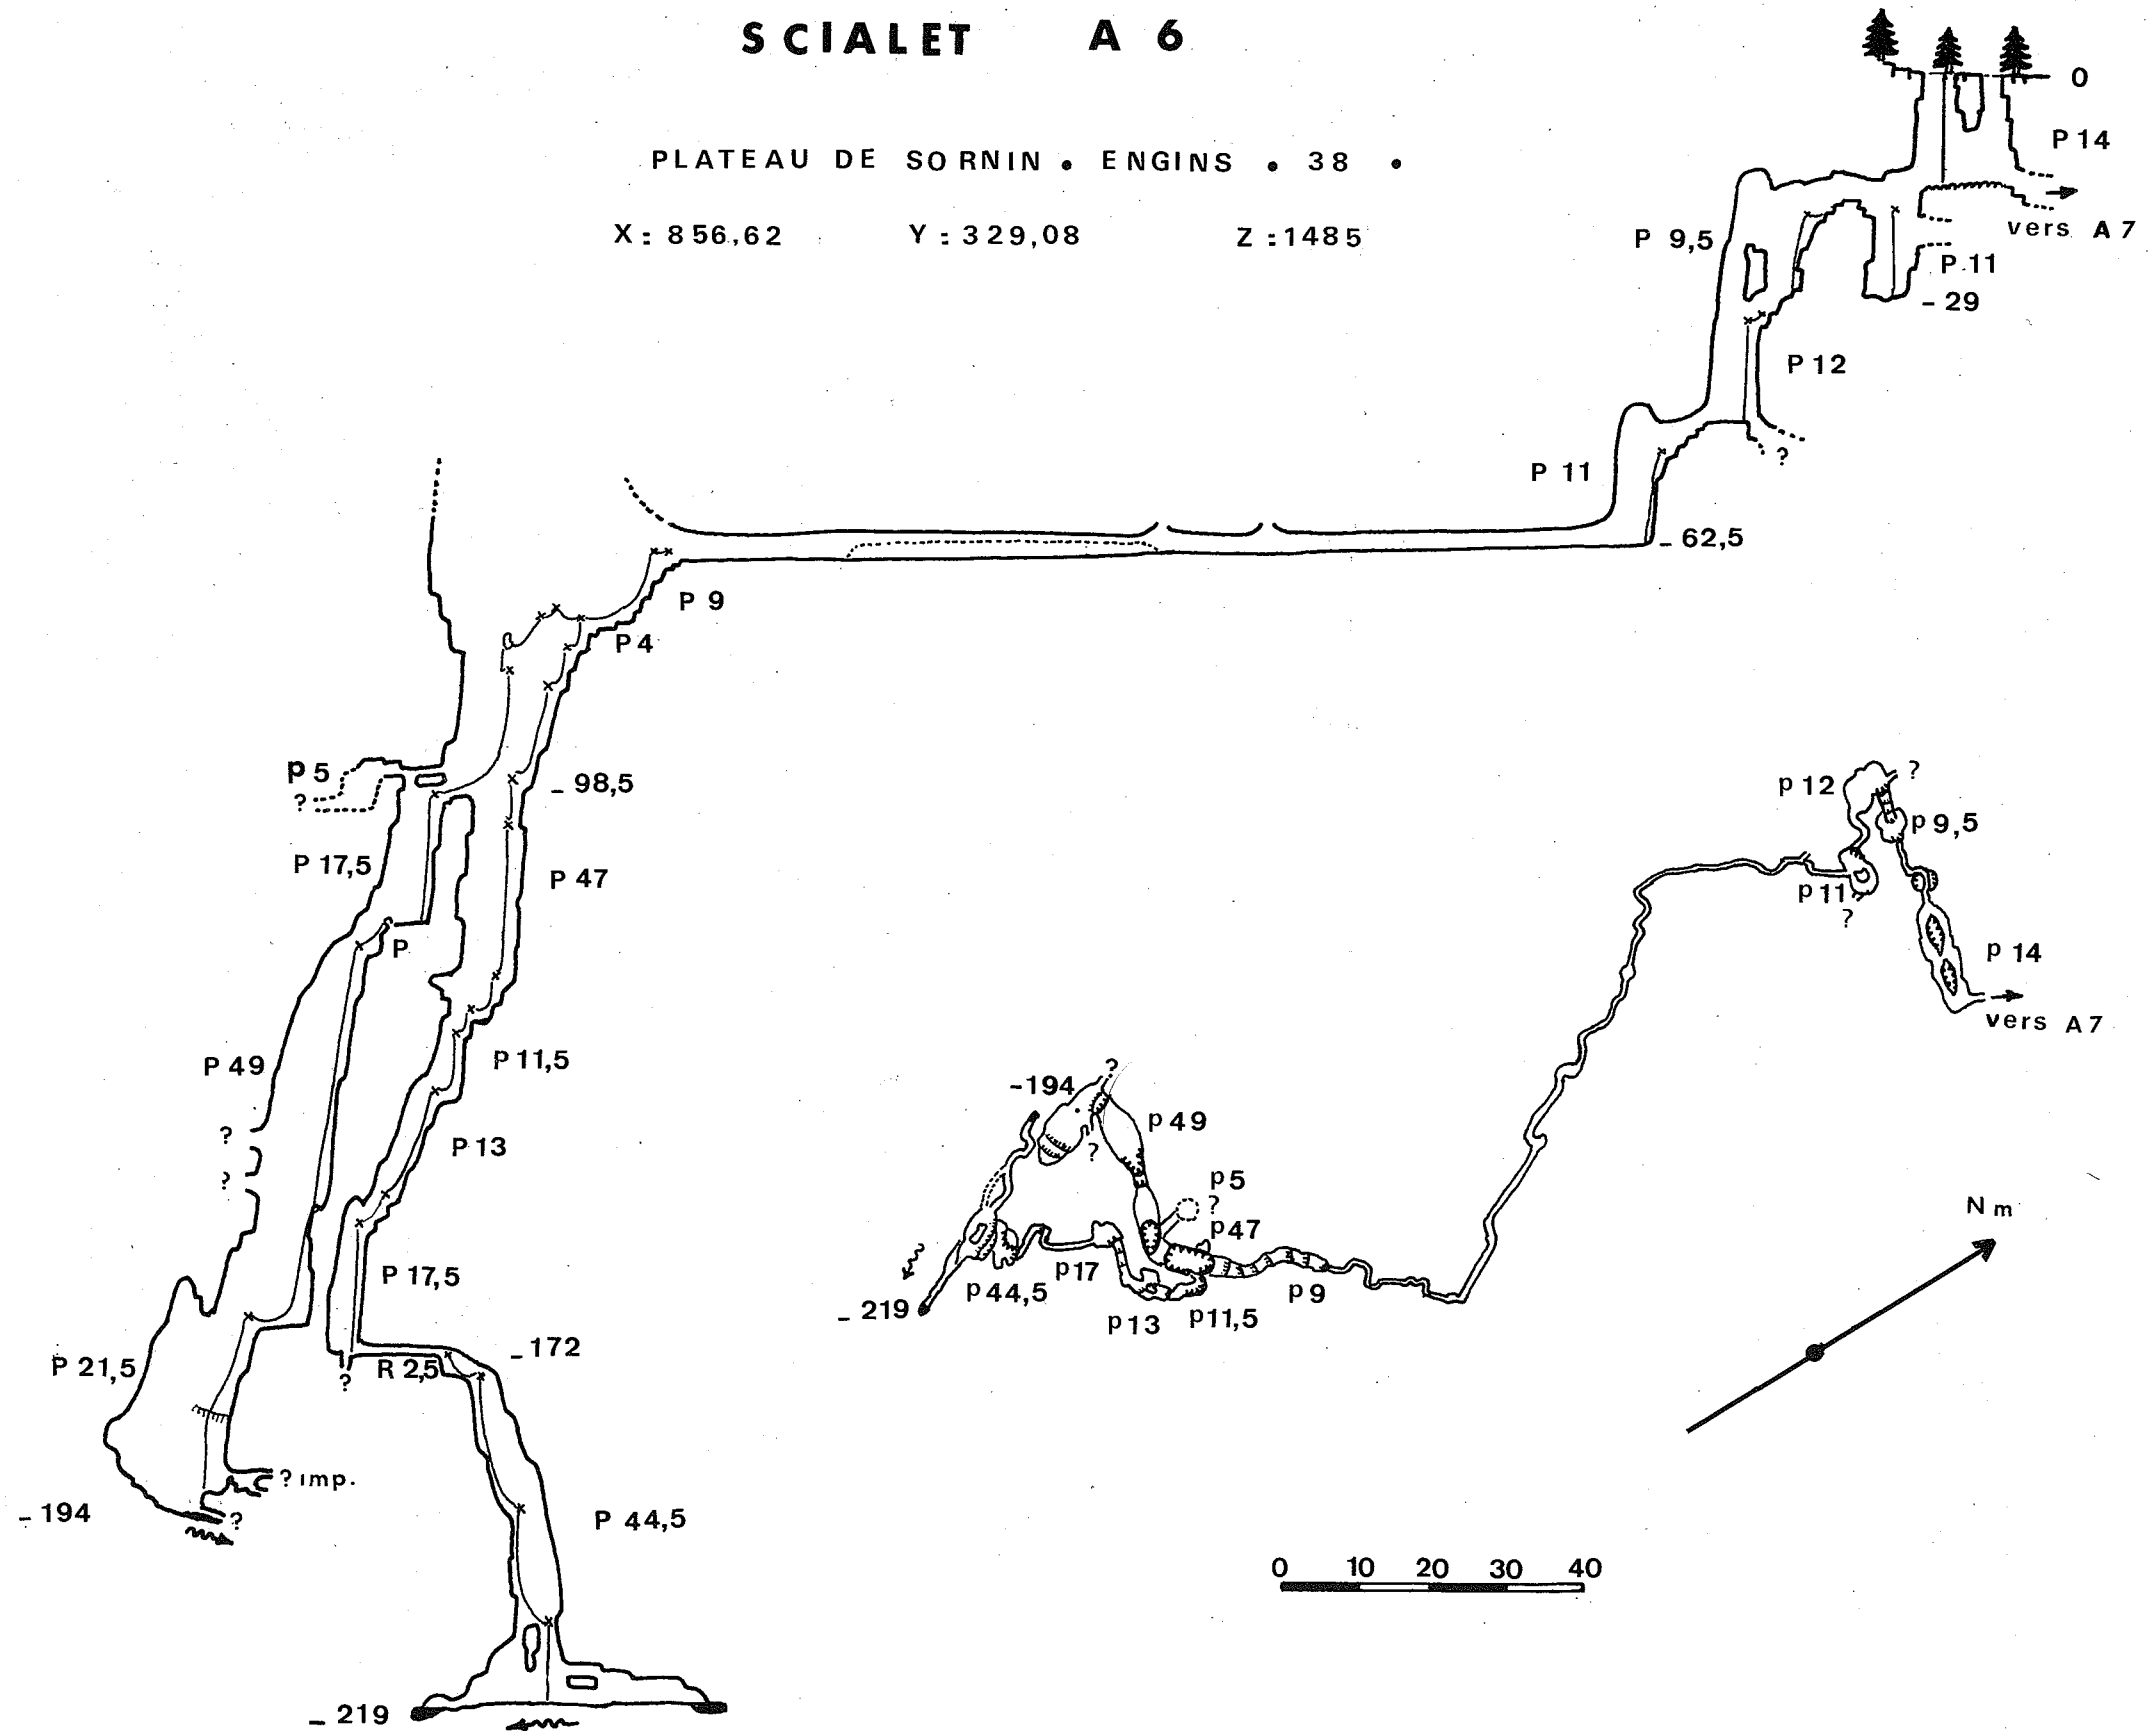 SCIALET A 6
PLATEAU DE SORNIN . ENGINS . 38 .
X : 856,62 Y : 329,08 Z : 1485
0
P 14
vers A 7
P 9,5
P 11
- 29
P 12
?
P 11
- 62,5
P 9
P 4
p 5
?
- 98,5
P 17,5
P 47
P
P 49
P 11,5
?
P 13
?
P 17,5
- 172
P 21,5
R 2,5
?
? imp.
- 194
?
P 44,5
- 219
p 12
?
p 9,5
p 11
?
p 14
vers A 7
?
- 194
p 49
?
p 5
?
p 47
p 44,5
p 17
p 9
- 219
p 13
p 11,5
N m
0 10 20 30 40